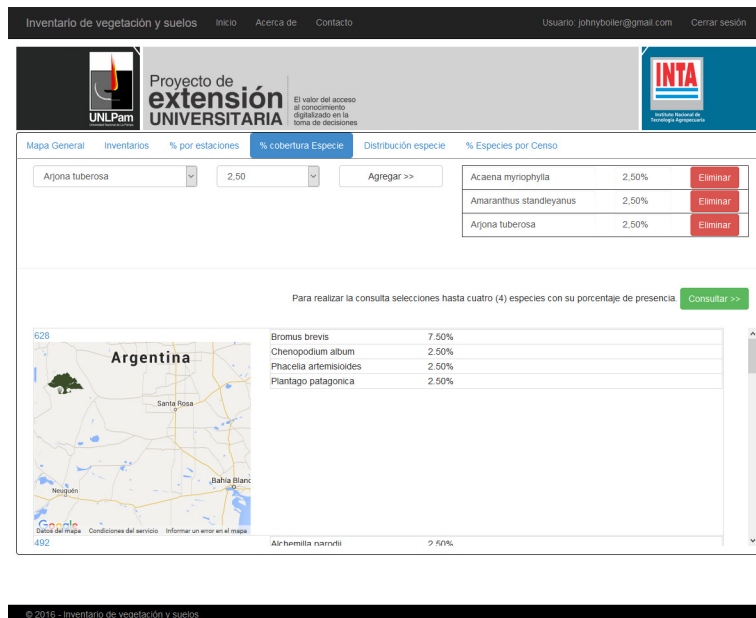 Inventario de vegetación y suelos Inicio Acerca de Contacto Usuario: johnyboiler@gmail.com Cerrar sesión
UNLPam
Proyecto de
extensión
UNIVERSITARIA
El valor del acceso
al conocimiento
digitalizado en la
toma de decisiones
INTA
Instituto Nacional de
Tecnología Agropecuaria
Mapa General Inventarios % por estaciones % cobertura Especie Distribución especie % Especies por Censo
Arjona tuberosa 2,50 Agregar >>
Acaena myriophylla 2,50% Eliminar
Amaranthus standleyanus 2,50% Eliminar
Arjona tuberosa 2,50% Eliminar
Para realizar la consulta selecciones hasta cuatro (4) especies con su porcentaje de presencia. Consultar >>
628
Bromus brevis 7.50%
Chenopodium album 2.50%
Phacelia artemisioides 2.50%
Plantago patagonica 2.50%
Argentina
Santa Rosa
Bahía Blanc
Neuquén
Google
Datos del mapa Condiciones del servicio Informar un error en el mapa
492 Alchemilla parodii 2.50%
© 2016 - Inventario de vegetación y suelos